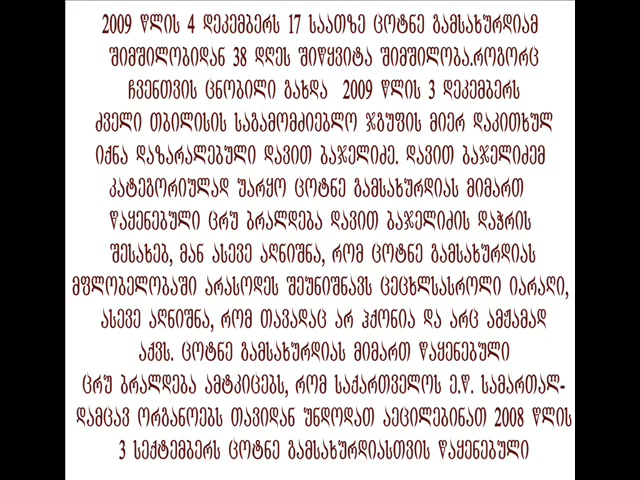 2009 წლის 4 დეკემბერს 17 საათზე ცოტნე გამსახურდიამ
შიმშილობიდან 38 დღეს შიწყვიტა შიმშილობა.როგორც
ჩვენთვის ცნობილი გახდა 2009 წლის 3 დეკემბერს
ძველი თბილისის საგამომძიებლო ჯგუფის მიერ დაკითხულ
იქნა დაზარალებული დავით ბაჯელიძე. დავით ბაჯელიძემ
კატეგორიულად უარყო ცოტნე გამსახურდიას მიმართ
წაყენებული ცრუ ბრალდება დავით ბაჯელიძის დაჭრის
შესახებ, მან ასევე აღნიშნა, რომ ცოტნე გამსახურდიას
მფლობელობაში არასოდეს შეუნიშნავს ცეცხლსასროლი იარაღი,
ასევე აღნიშნა, რომ თავადაც არ ჰქონია და არც ამჟამად
აქვს. ცოტნე გამსახურდიას მიმართ წაყენებული
ცრუ ბრალდება ამტკიცებს, რომ საქართველოს ე.წ. სამართალ-
დამცავ ორგანოებს თავიდან უნდოდათ აეცილებინათ 2008 წლის
3 სექტემბერს ცოტნე გამსახურდიასთვის წაყენებული